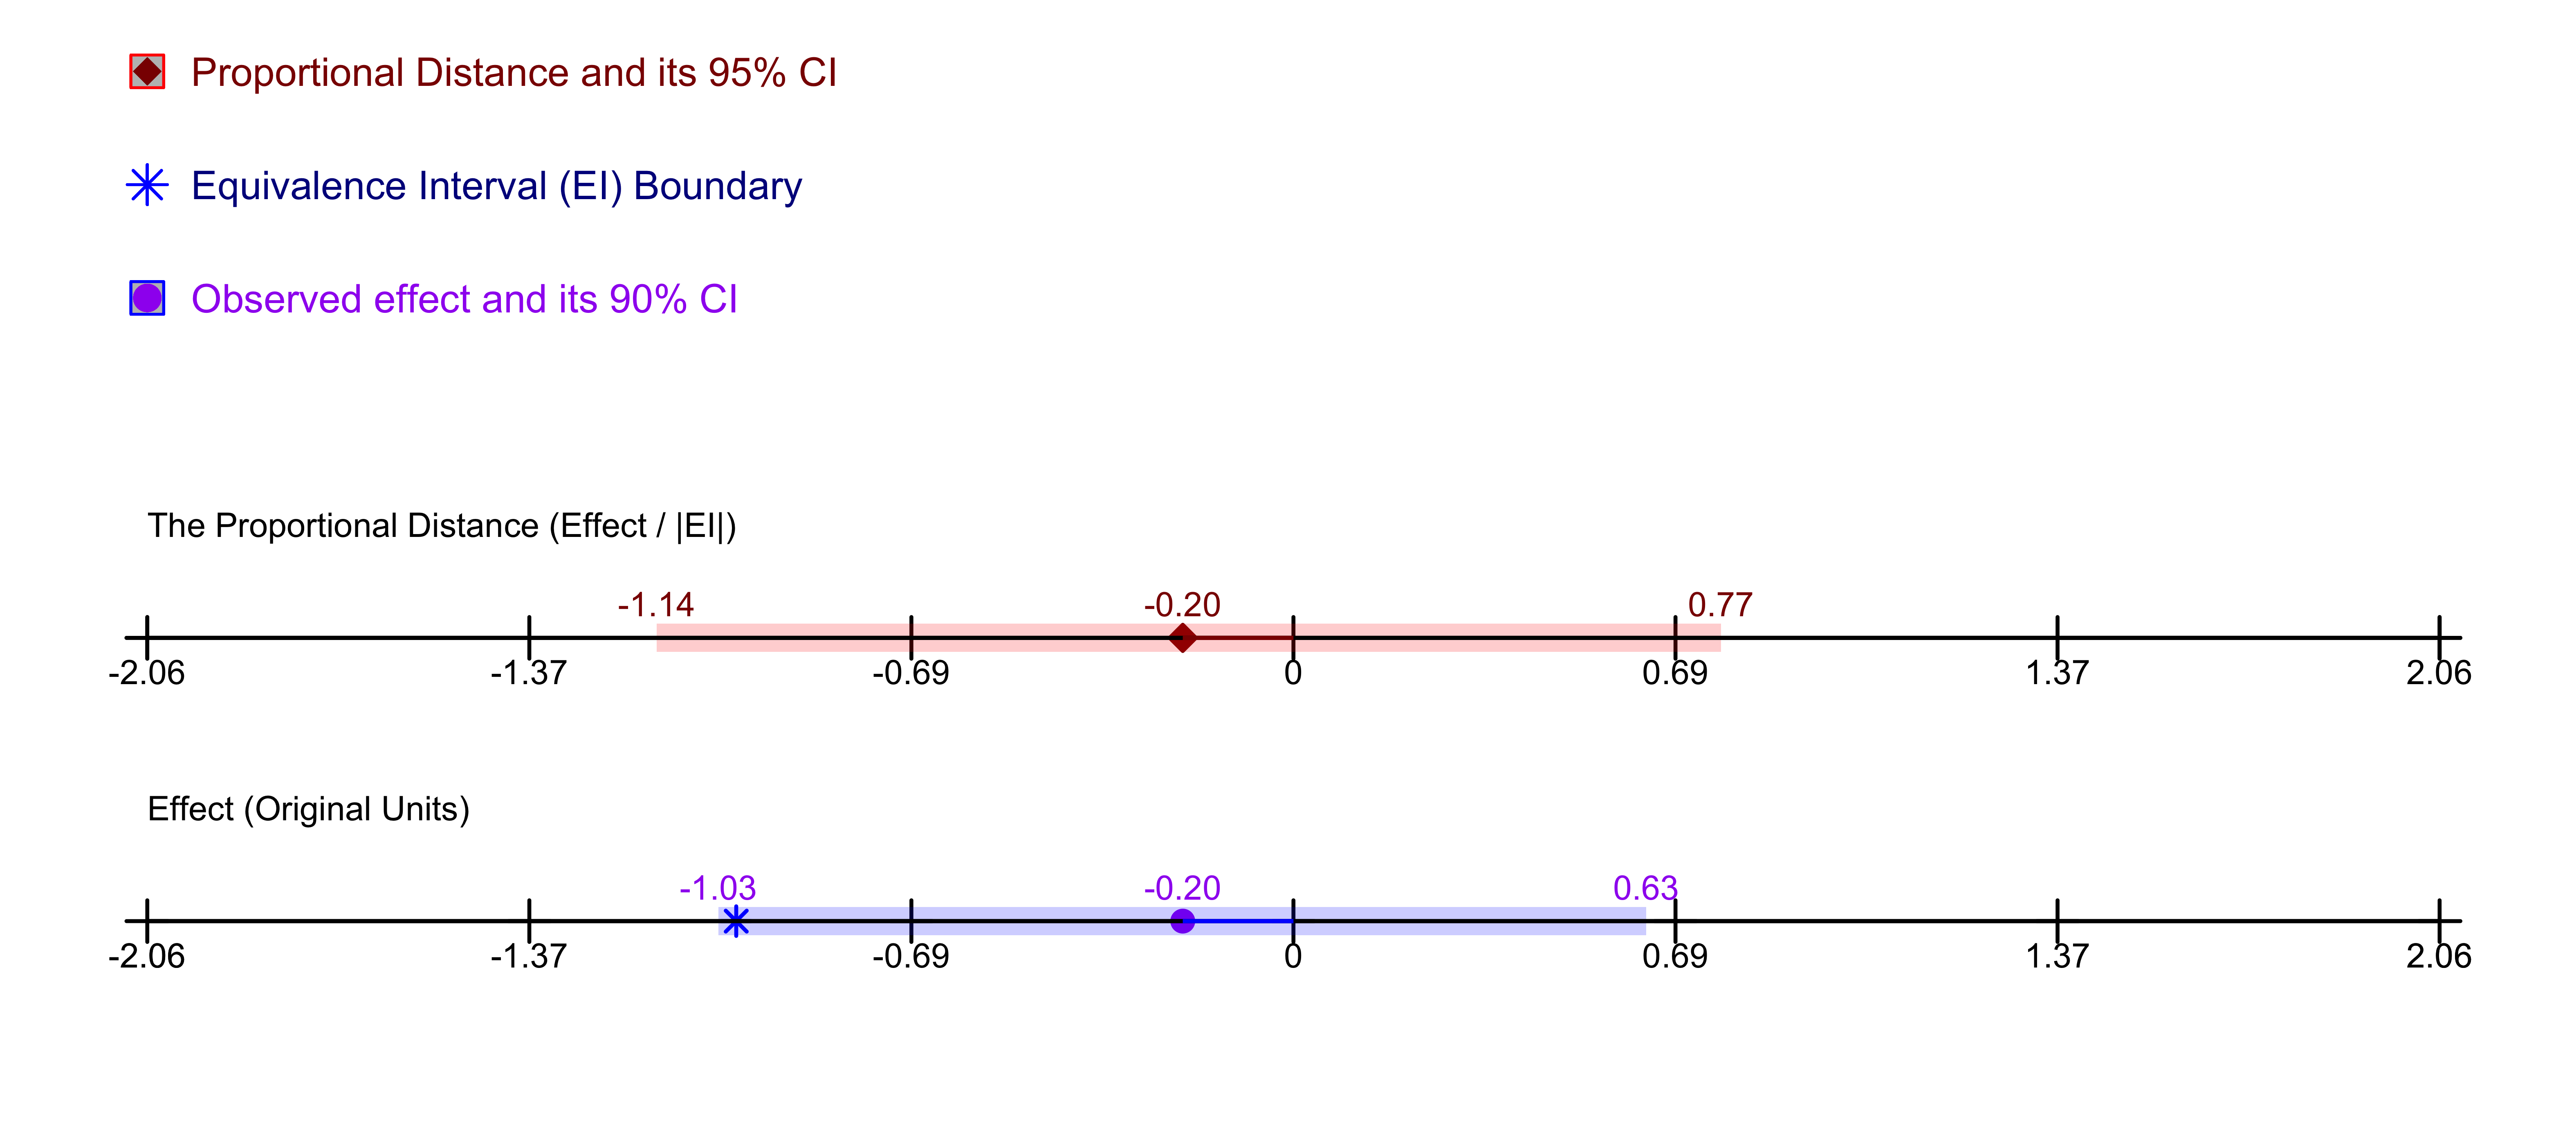 Proportional Distance and its 95% CI
Equivalence Interval (EI) Boundary
Observed effect and its 90% CI
The Proportional Distance (Effect / |EI|)
-1.14 -0.20 0.77
-2.06 -1.37 -0.69 0 0.69 1.37 2.06
Effect (Original Units)
-1.03 -0.20 0.63
-2.06 -1.37 -0.69 0 0.69 1.37 2.06